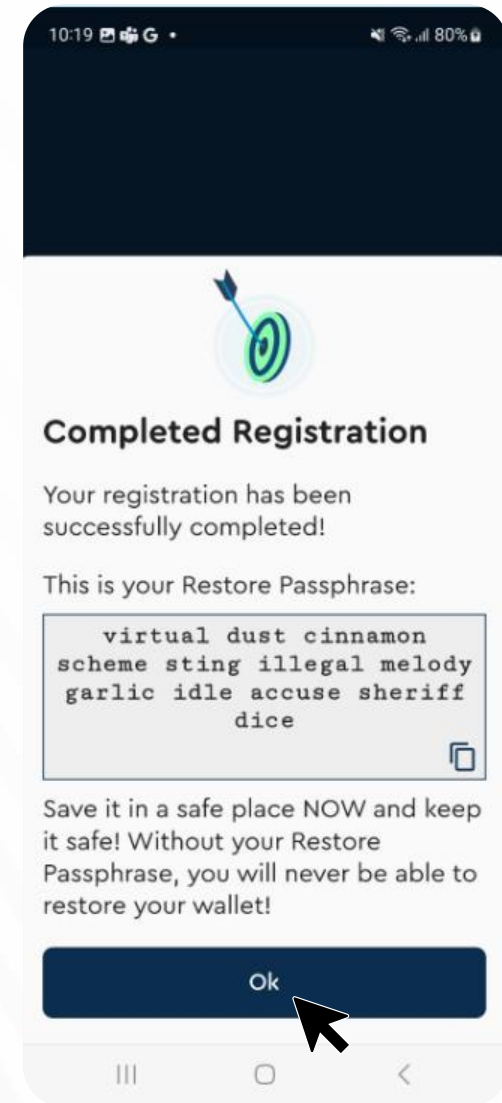 10:19 G •
80%
Completed Registration
Your registration has been
successfully completed!
This is your Restore Passphrase:
virtual dust cinnamon
scheme sting illegal melody
garlic idle accuse sheriff
dice
Save it in a safe place NOW and keep
it safe! Without your Restore
Passphrase, you will never be able to
restore your wallet!
Ok